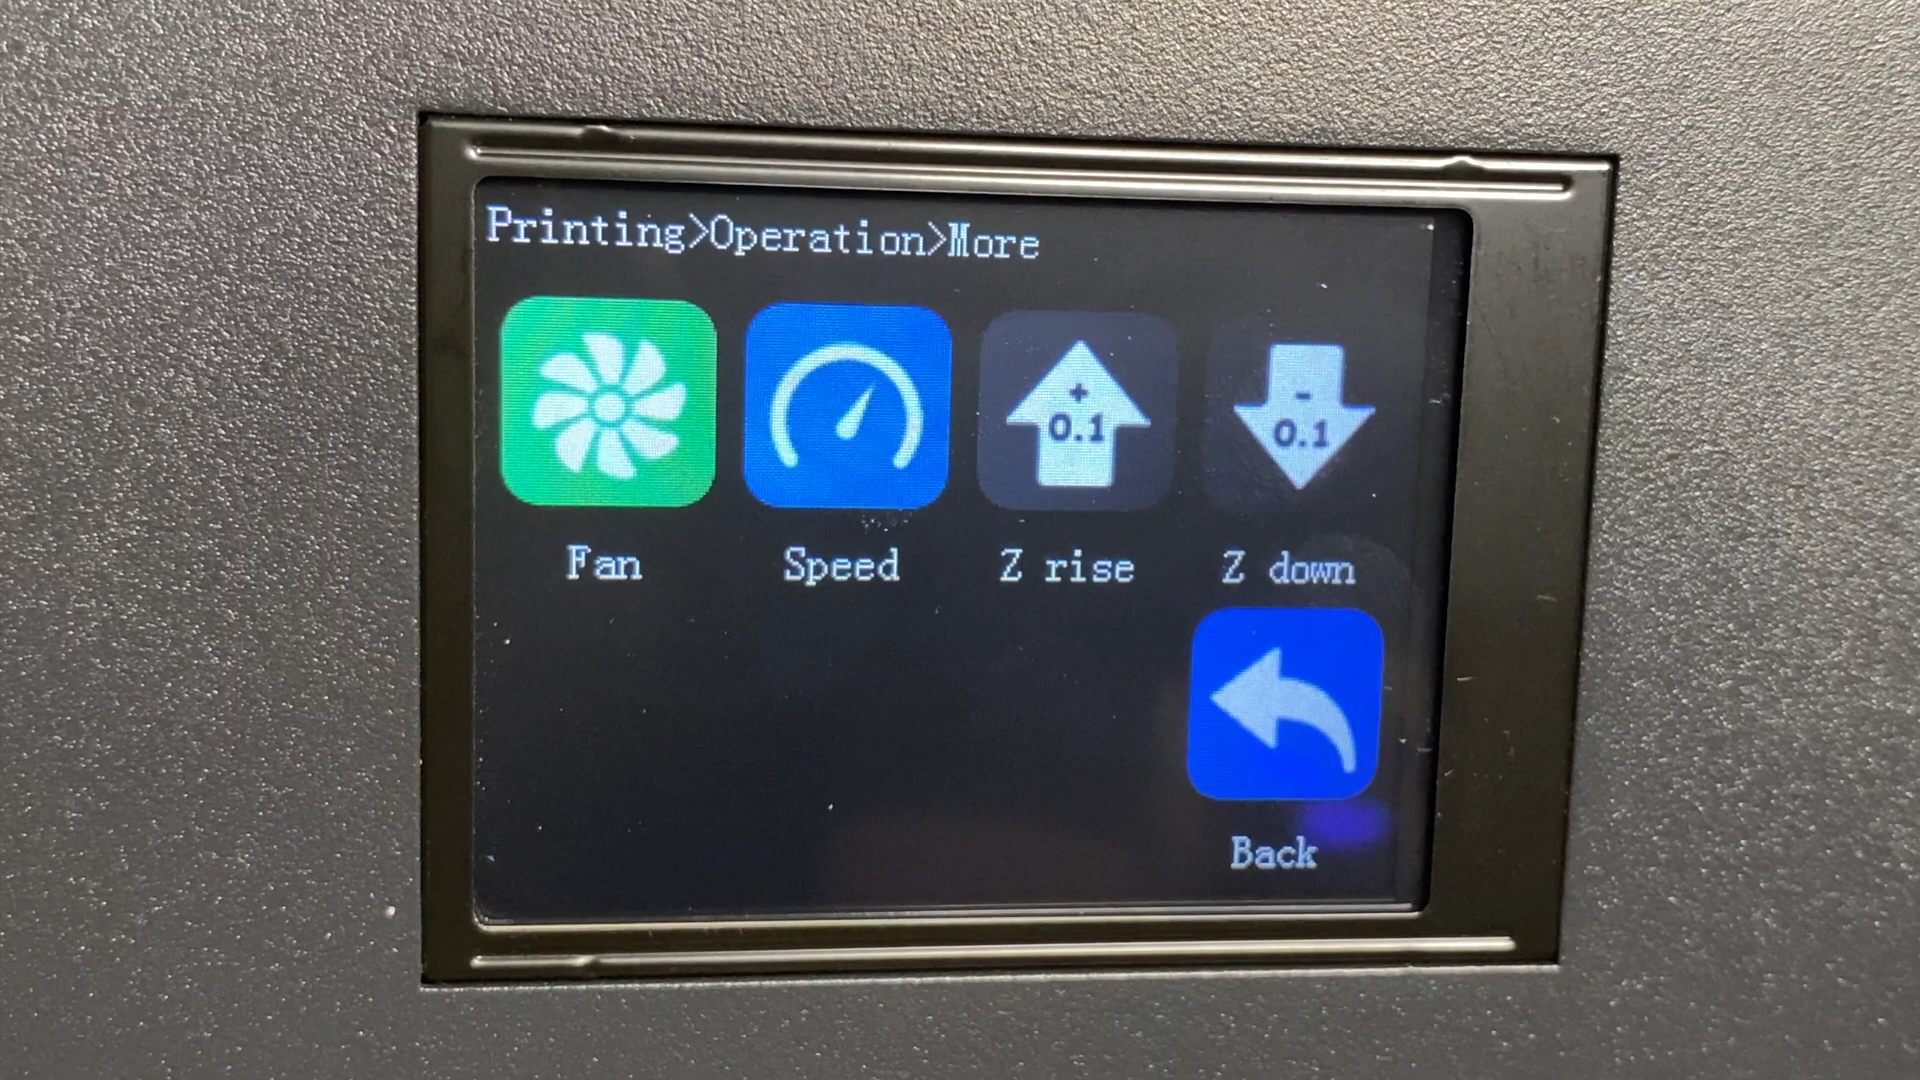 Printing>Operation>More
+ -
0.1 0.1
Fan Speed Z rise Z down
Back